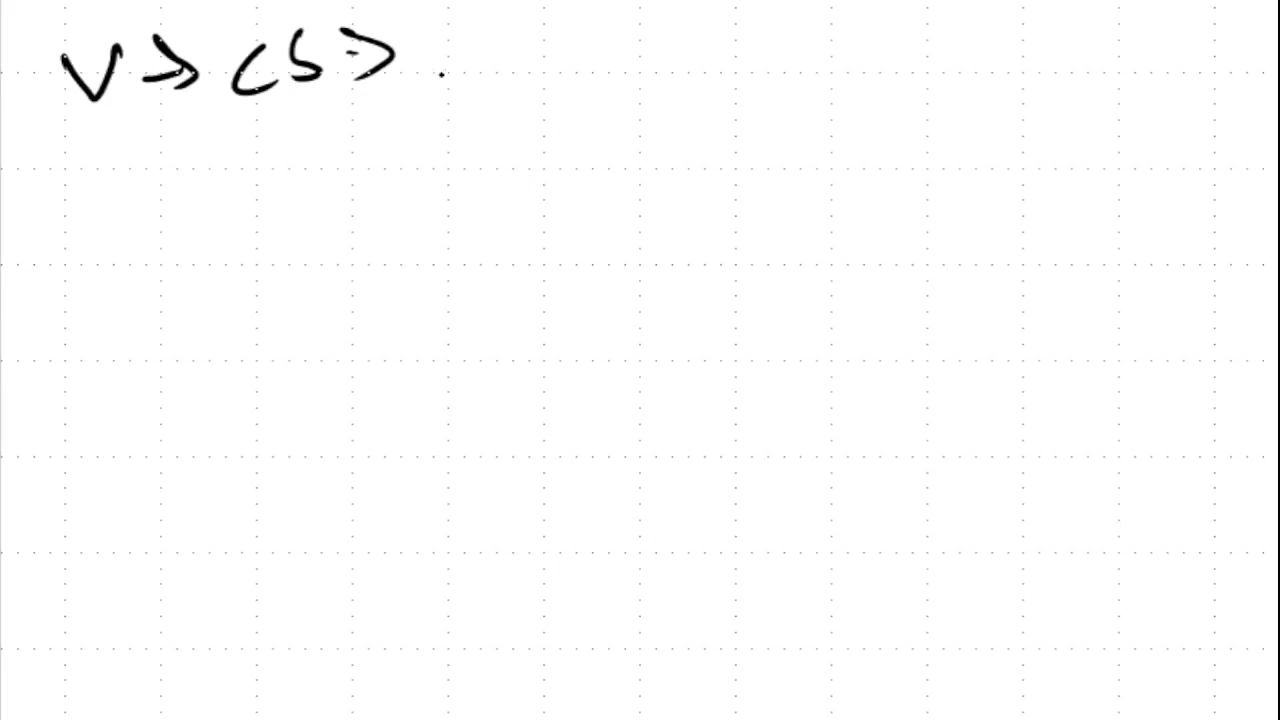 V → CS →